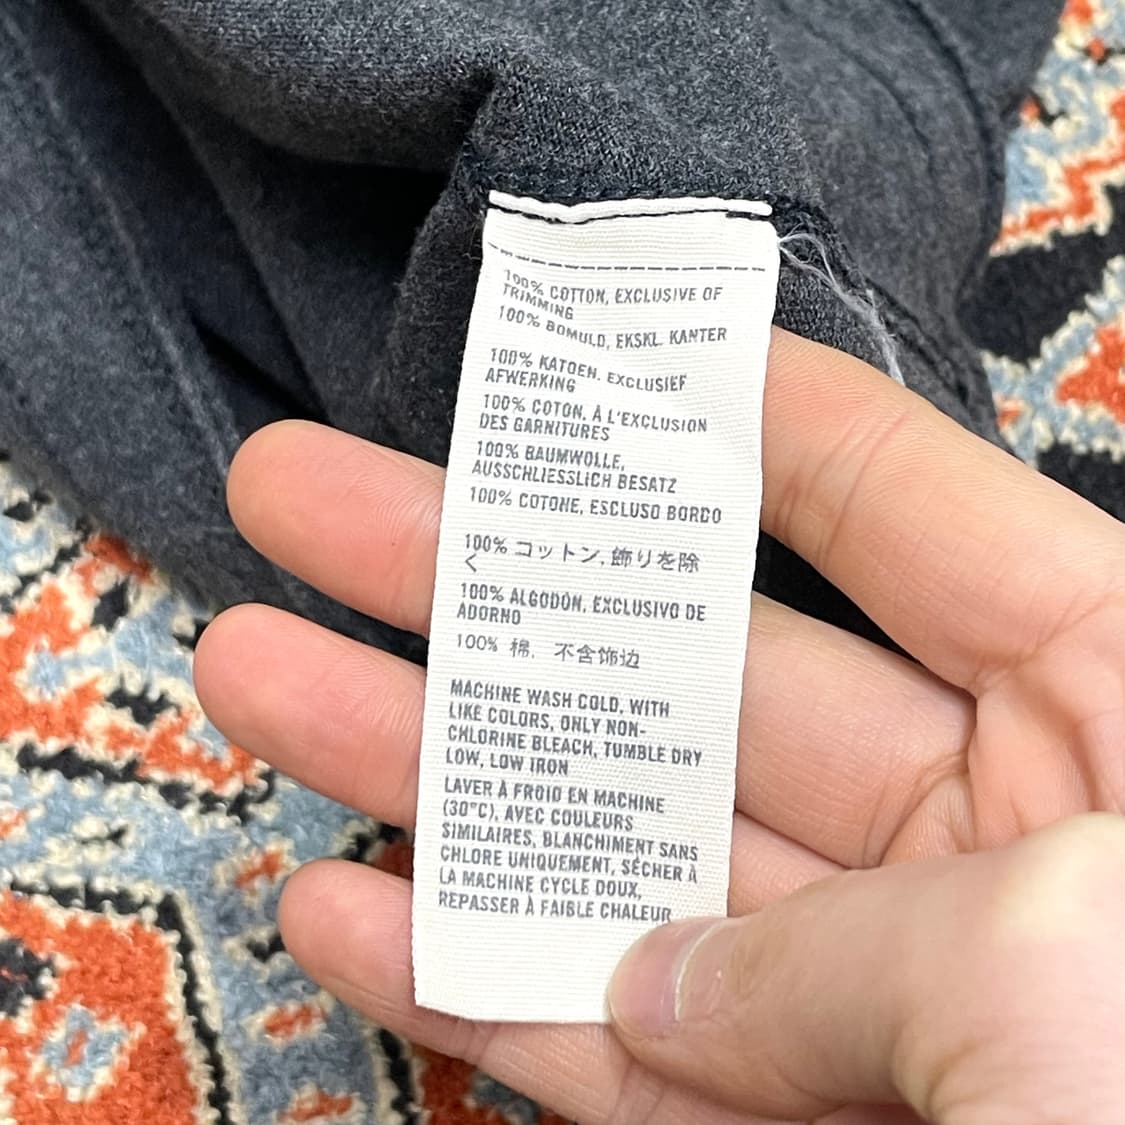 100% COTTON, EXCLUSIVE OF
TRIMMING
100% BOMULD, EKSKL. KANTER
100% KATOEN. EXCLUSIEF
AFWERKING
100% COTON, À L'EXCLUSION
DES GARNITURES
100% BAUMWOLLE,
AUSSCHLIESSLICH BESATZ
100% COTONE, ESCLUSO BORDO
100% コットン, 飾りを除
く
100% ALGODÓN, EXCLUSIVO DE
ADORNO
100% 棉, 不含饰边
MACHINE WASH COLD, WITH
LIKE COLORS, ONLY NON-
CHLORINE BLEACH, TUMBLE DRY
LOW, LOW IRON
LAVER À FROID EN MACHINE
(30°C), AVEC COULEURS
SIMILAIRES, BLANCHIMENT SANS
CHLORE UNIQUEMENT, SÉCHER À
LA MACHINE CYCLE DOUX,
REPASSER À FAIBLE CHALEUR